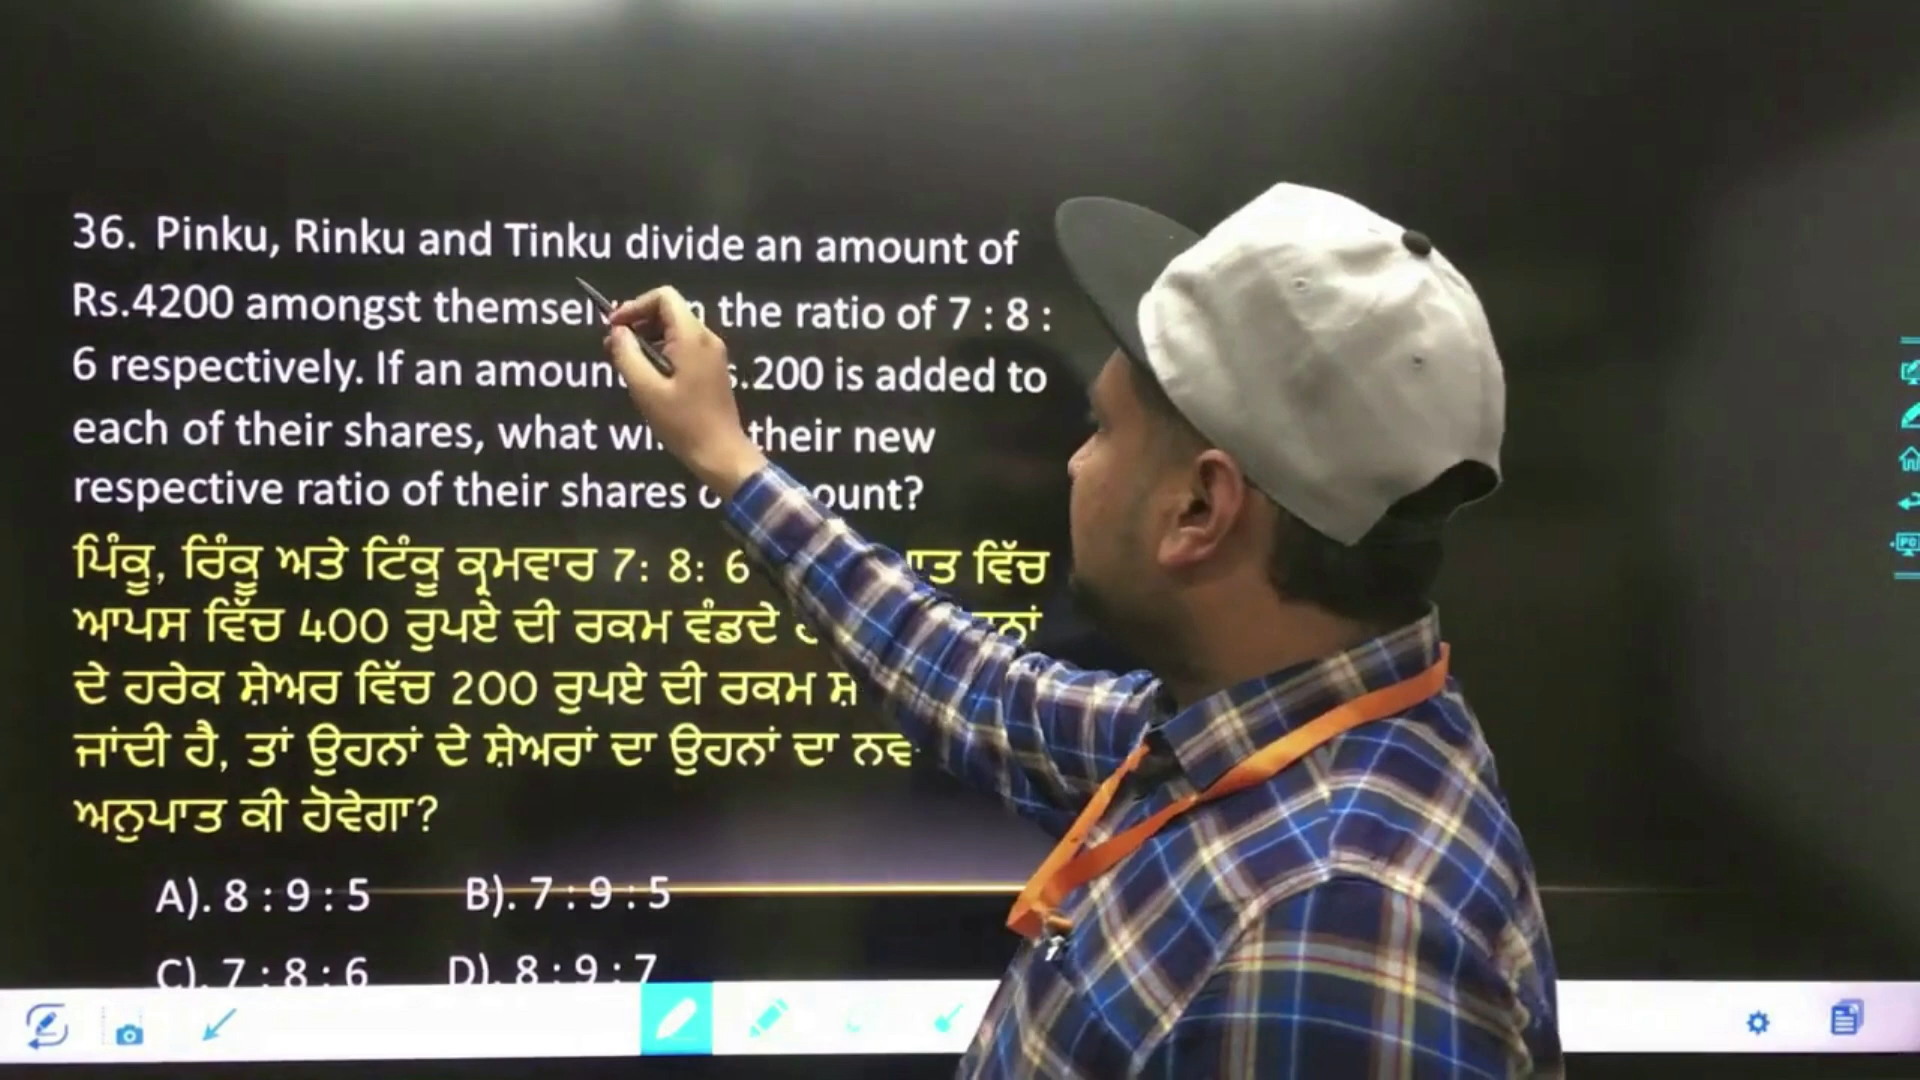 36. Pinku, Rinku and Tinku divide an amount of
Rs.4200 amongst the ratio of 7 : 8 :
6 respectively. If an 200 is added to
each of their shares, what their new
respective ratio of their shares
ਪਿੰਕੂ, ਰਿੰਕੂ ਅਤੇ ਟਿੰਕੂ ਕ੍ਰਮਵਾਰ 7: 8: 6 ਵਿੱਚ
ਆਪਸ ਵਿੱਚ 400 ਰੁਪਏ ਦੀ ਰਕਮ ਵੰਡਦੇ
ਦੇ ਹਰੇਕ ਸ਼ੇਅਰ ਵਿੱਚ 200 ਰੁਪਏ ਦੀ ਰਕਮ
ਜਾਂਦੀ ਹੈ, ਤਾਂ ਉਹਨਾਂ ਦੇ ਸ਼ੇਅਰਾਂ ਦਾ ਉਹਨਾਂ ਦਾ
ਅਨੁਪਾਤ ਕੀ ਹੋਵੇਗਾ?
A). 8 : 9 : 5 B). 7 : 9 : 5
C). 7 : 8 : 6 D). 8 : 9 : 7